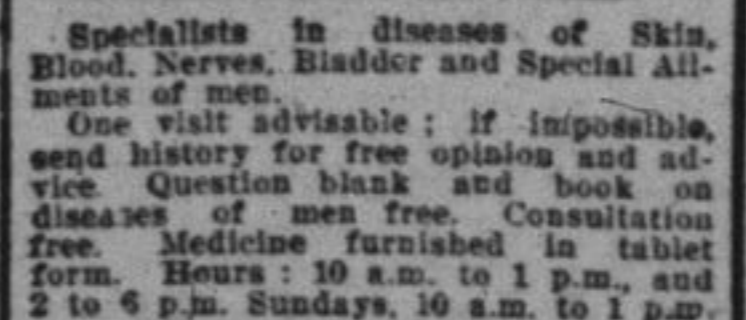 Specialists in diseases of Skin,
Blood, Nerves, Bladder and Special Ail-
ments of men.
One visit advisable; if impossible,
send history for free opinion and ad-
vice. Question blank and book on
diseases of men free. Consultation
free. Medicine furnished in tablet
form. Hours: 10 a.m. to 1 p.m., and
2 to 6 p.m. Sundays, 10 a.m. to 1 p.m.